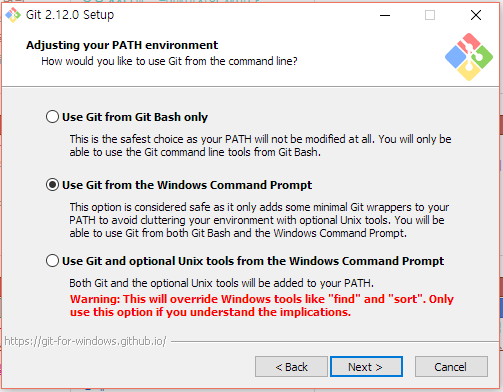 Git 2.12.0 Setup
Adjusting your PATH environment
How would you like to use Git from the command line?
Use Git from Git Bash only
This is the safest choice as your PATH will not be modified at all. You will only be
able to use the Git command line tools from Git Bash.
Use Git from the Windows Command Prompt
This option is considered safe as it only adds some minimal Git wrappers to your
PATH to avoid cluttering your environment with optional Unix tools. You will be
able to use Git from both Git Bash and the Windows Command Prompt.
Use Git and optional Unix tools from the Windows Command Prompt
Both Git and the optional Unix tools will be added to your PATH.
Warning: This will override Windows tools like "find" and "sort". Only
use this option if you understand the implications.
https://git-for-windows.github.io/
< Back Next > Cancel